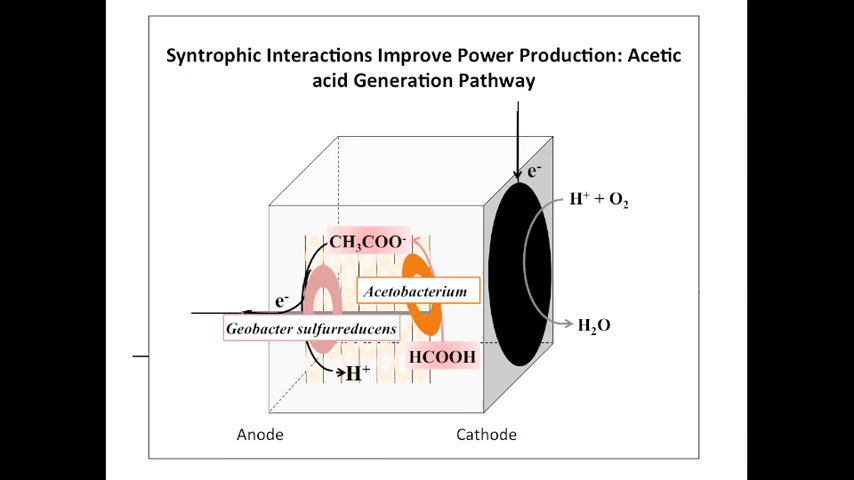 Syntrophic Interactions Improve Power Production: Acetic
acid Generation Pathway
e-
H+ + O2
CH3COO-
Acetobacterium
e-
Geobacter sulfurreducens
H2O
HCOOH
H+
Anode
Cathode